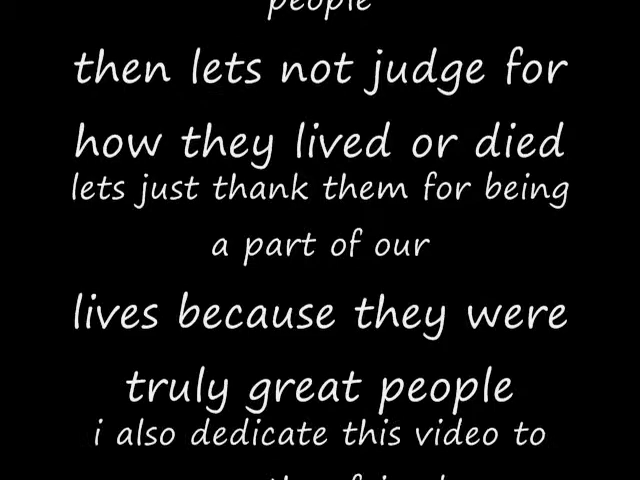 people
then lets not judge for
how they lived or died
lets just thank them for being
a part of our
lives because they were
truly great people
i also dedicate this video to